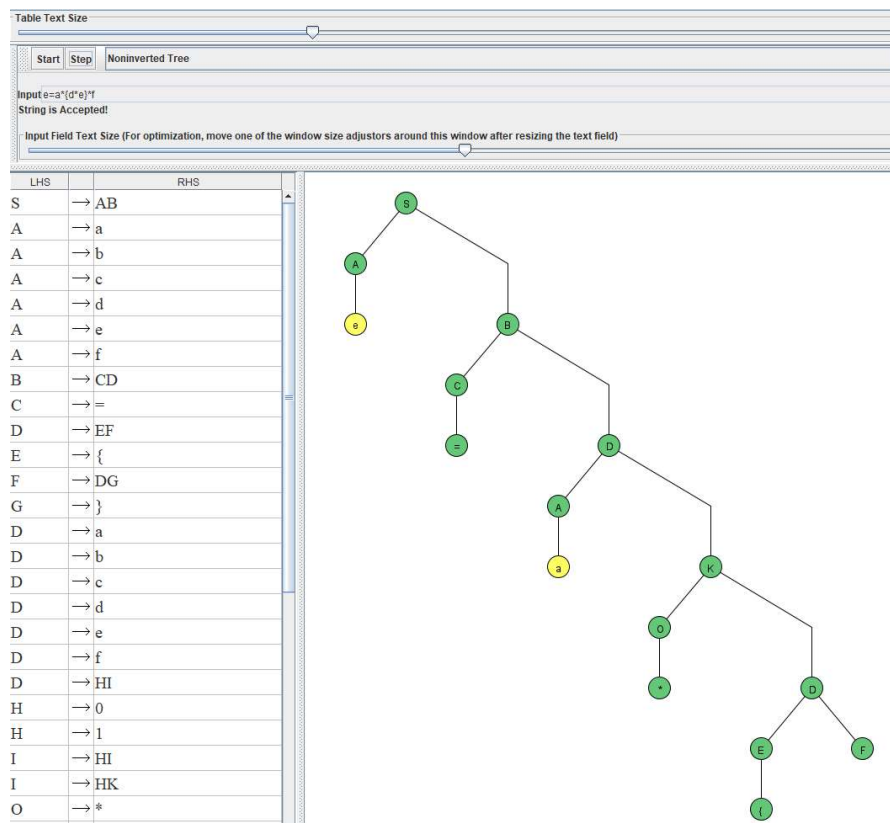 Table Text Size
Start Step Noninverted Tree
Input e=a*{d*e}*f
String is Accepted!
Input Field Text Size (For optimization, move one of the window size adjustors around this window after resizing the text field)
LHS RHS
S → AB
A → a
A → b
A → c
A → d
A → e
A → f
B → CD
C → =
D → EF
E → {
F → DG
G → }
D → a
D → b
D → c
D → d
D → e
D → f
D → HI
H → 0
H → 1
I → HI
I → HK
O → *
S
A
e
B
C
=
D
A
a
K
O
*
D
E
F
{